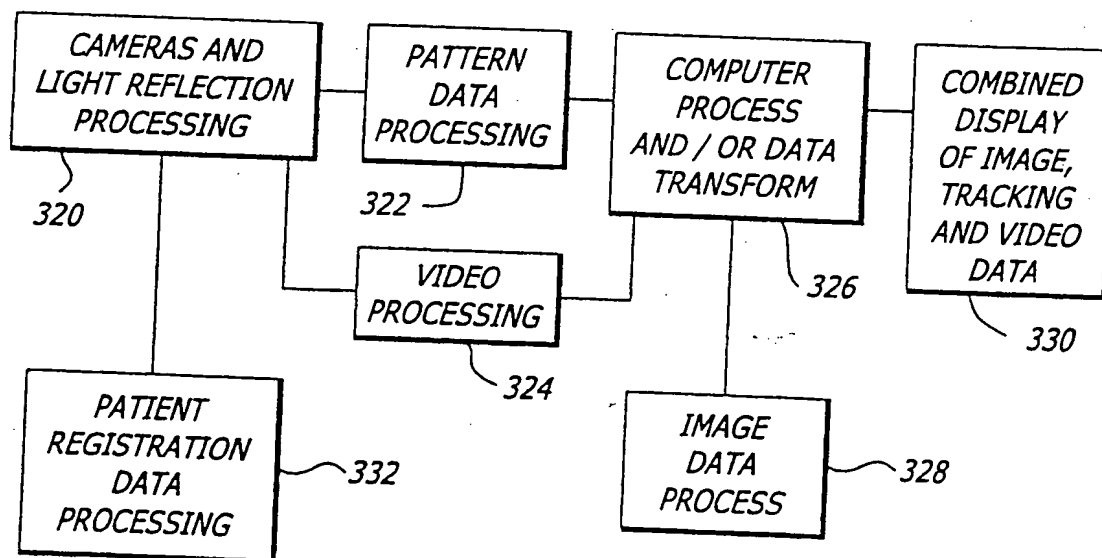 CAMERAS AND
LIGHT REFLECTION
PROCESSING
320
PATTERN
DATA
PROCESSING
322
COMPUTER
PROCESS
AND / OR DATA
TRANSFORM
326
COMBINED
DISPLAY
OF IMAGE,
TRACKING
AND VIDEO
DATA
330
VIDEO
PROCESSING
324
PATIENT
REGISTRATION
DATA
PROCESSING
332
IMAGE
DATA
PROCESS
328